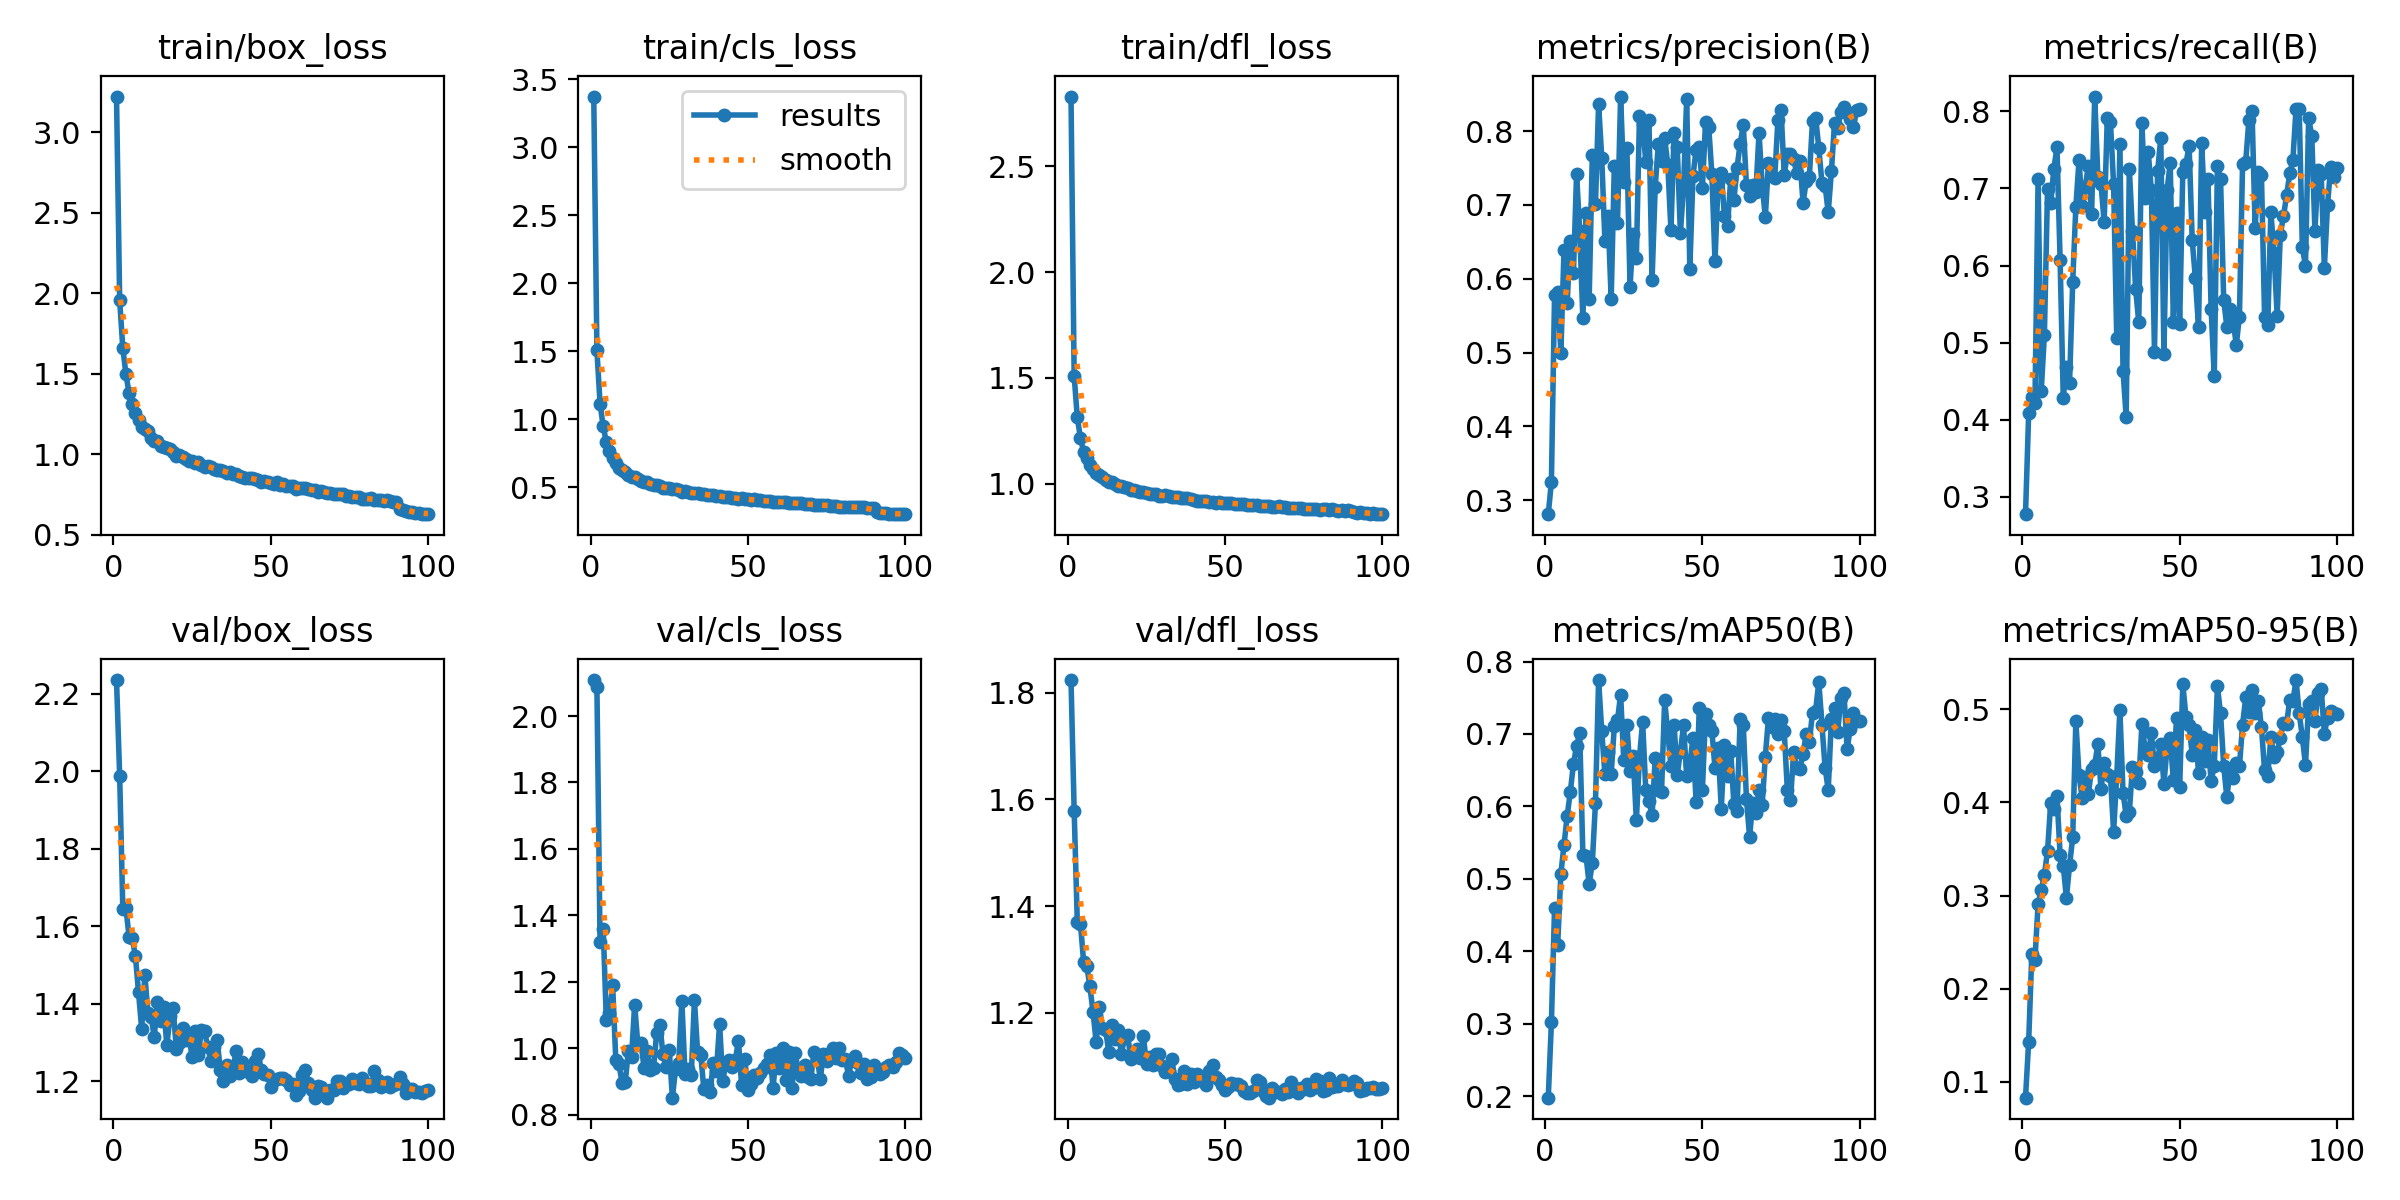 train/box_loss
3.0
2.5
2.0
1.5
1.0
0.5
0 50 100
train/cls_loss
3.5
3.0
2.5
2.0
1.5
1.0
0.5
0 50 100
results
smooth
train/dfl_loss
2.5
2.0
1.5
1.0
0 50 100
metrics/precision(B)
0.8
0.7
0.6
0.5
0.4
0.3
0 50 100
metrics/recall(B)
0.8
0.7
0.6
0.5
0.4
0.3
0 50 100
val/box_loss
2.2
2.0
1.8
1.6
1.4
1.2
0 50 100
val/cls_loss
2.0
1.8
1.6
1.4
1.2
1.0
0.8
0 50 100
val/dfl_loss
1.8
1.6
1.4
1.2
0 50 100
metrics/mAP50(B)
0.8
0.7
0.6
0.5
0.4
0.3
0.2
0 50 100
metrics/mAP50-95(B)
0.5
0.4
0.3
0.2
0.1
0 50 100